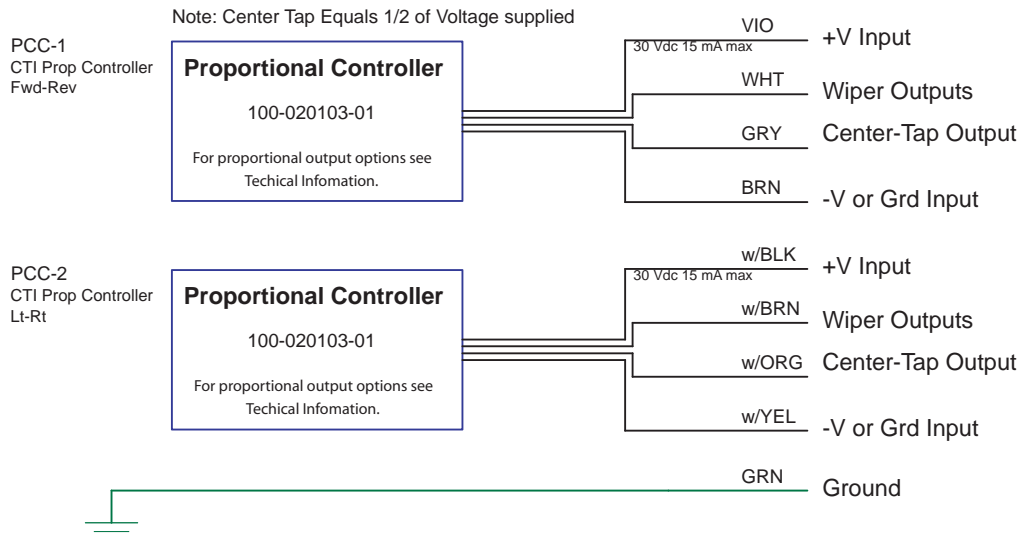 Note: Center Tap Equals 1/2 of Voltage supplied
PCC-1
CTI Prop Controller
Fwd-Rev
Proportional Controller
100-020103-01
For proportional output options see
Techical Infomation.
VIO
30 Vdc 15 mA max
+V Input
WHT
Wiper Outputs
GRY
Center-Tap Output
BRN
-V or Grd Input
PCC-2
CTI Prop Controller
Lt-Rt
Proportional Controller
100-020103-01
For proportional output options see
Techical Infomation.
w/BLK
30 Vdc 15 mA max
+V Input
w/BRN
Wiper Outputs
w/ORG
Center-Tap Output
w/YEL
-V or Grd Input
GRN
Ground